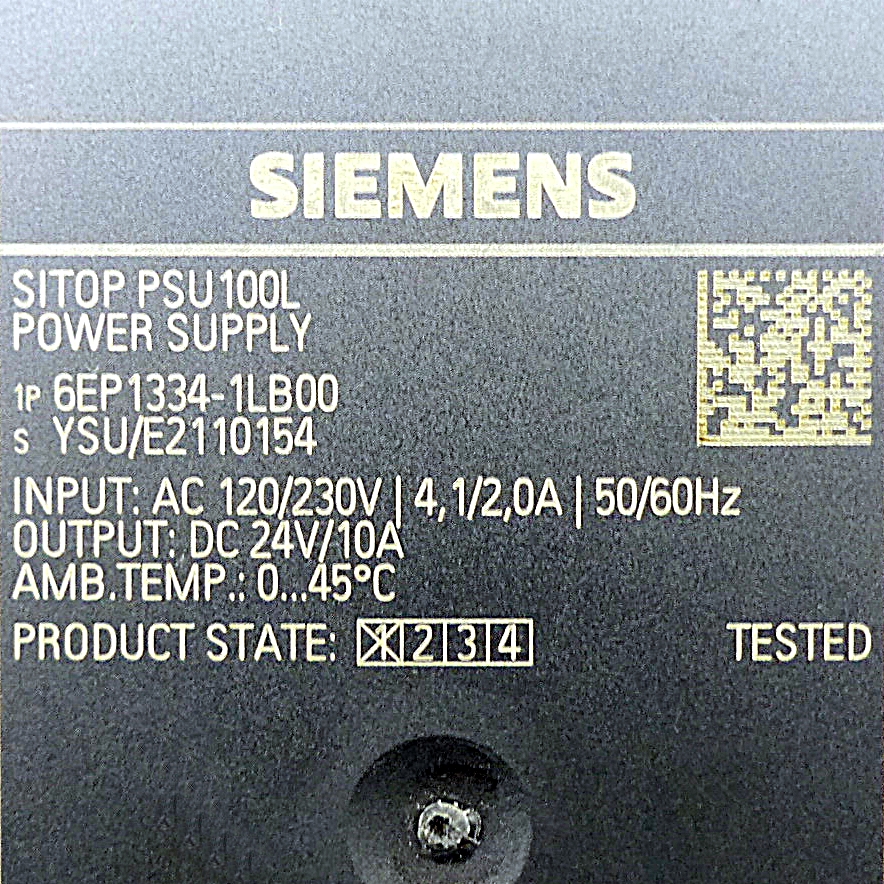 SIEMENS
SITOP PSU100L
POWER SUPPLY
1P 6EP1334-1LB00
S YSU/E2110154
INPUT: AC 120/230V | 4,1/2,0A | 50/60Hz
OUTPUT: DC 24V/10A
AMB.TEMP.: 0...45°C
PRODUCT STATE: 1 2 3 4 TESTED